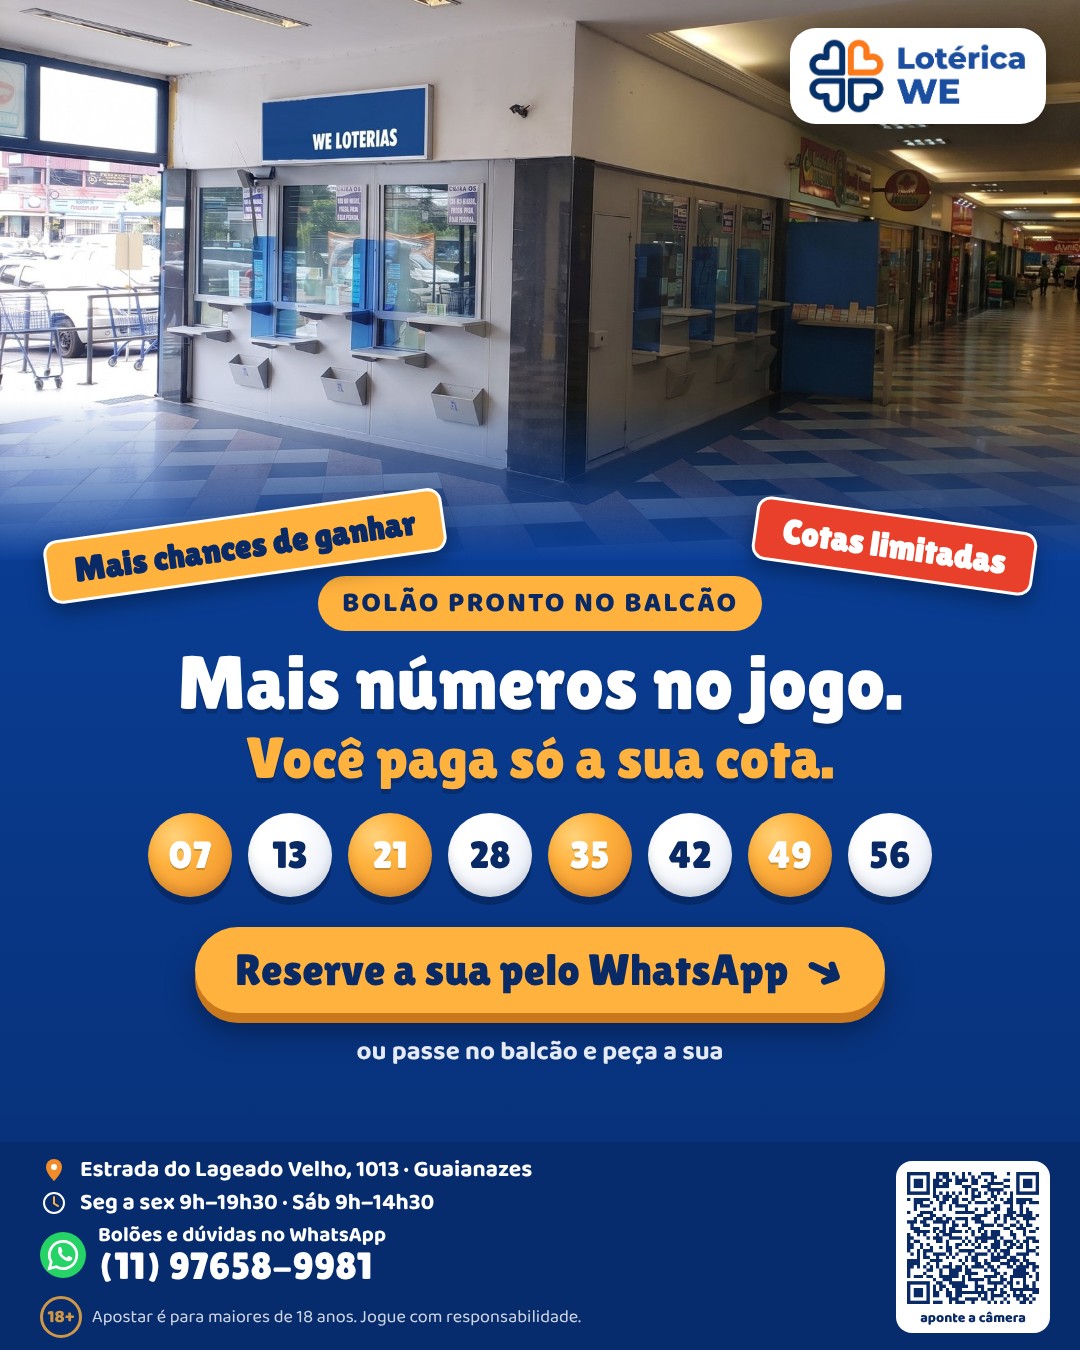 Lotérica
WE
WE LOTERIAS
Mais chances de ganhar
Cotas limitadas
BOLÃO PRONTO NO BALCÃO
Mais números no jogo.
Você paga só a sua cota.
07 13 21 28 35 42 49 56
Reserve a sua pelo WhatsApp
ou passe no balcão e peça a sua
Estrada do Lageado Velho, 1013 · Guaianazes
Seg a sex 9h–19h30 · Sáb 9h–14h30
Bolões e dúvidas no WhatsApp
(11) 97658-9981
18+ Apostar é para maiores de 18 anos. Jogue com responsabilidade.
aponte a câmera